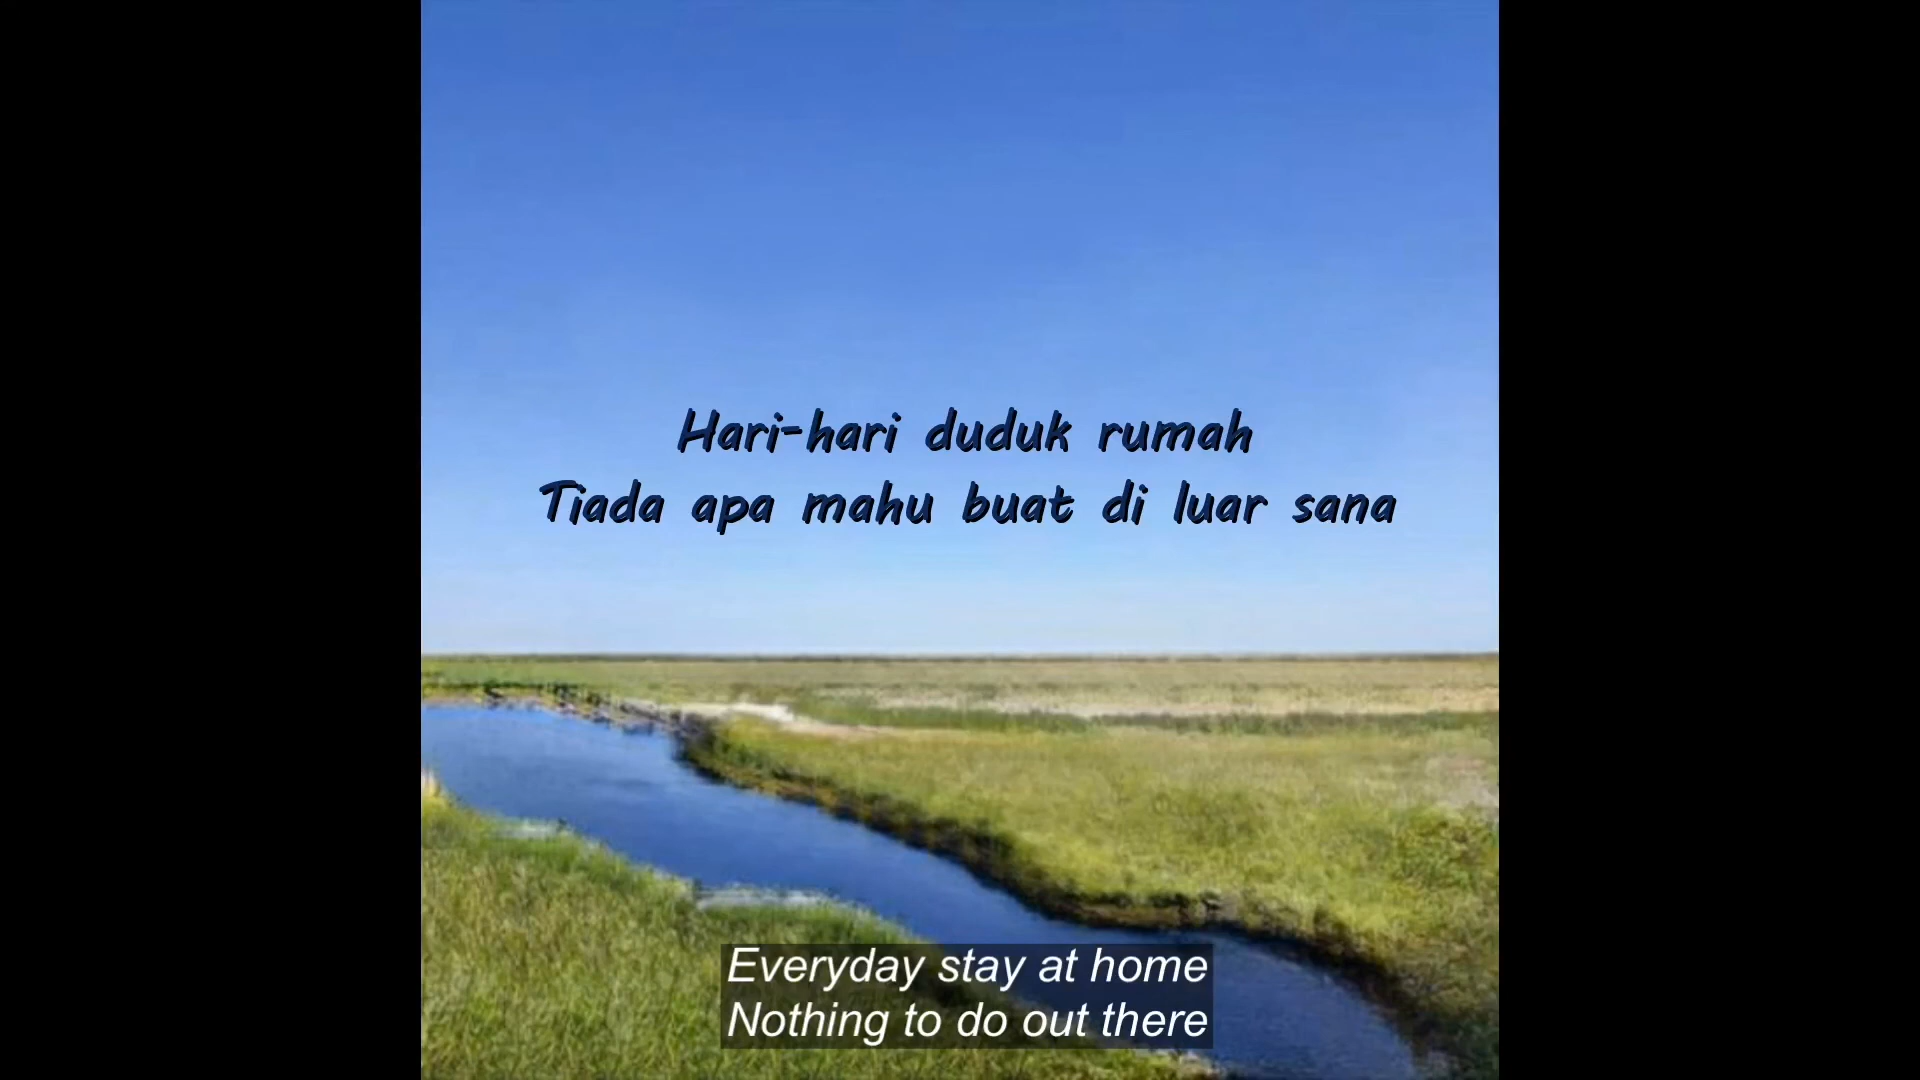 Hari-hari duduk rumah
Tiada apa mahu buat di luar sana
Everyday stay at home
Nothing to do out there